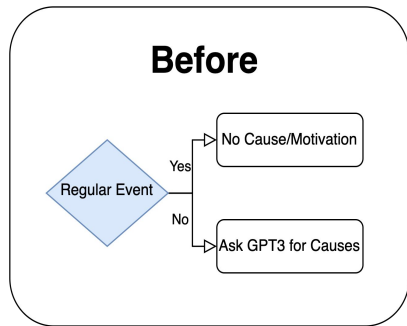 Before
No Cause/Motivation
Yes
Regular Event
No
Ask GPT3 for Causes